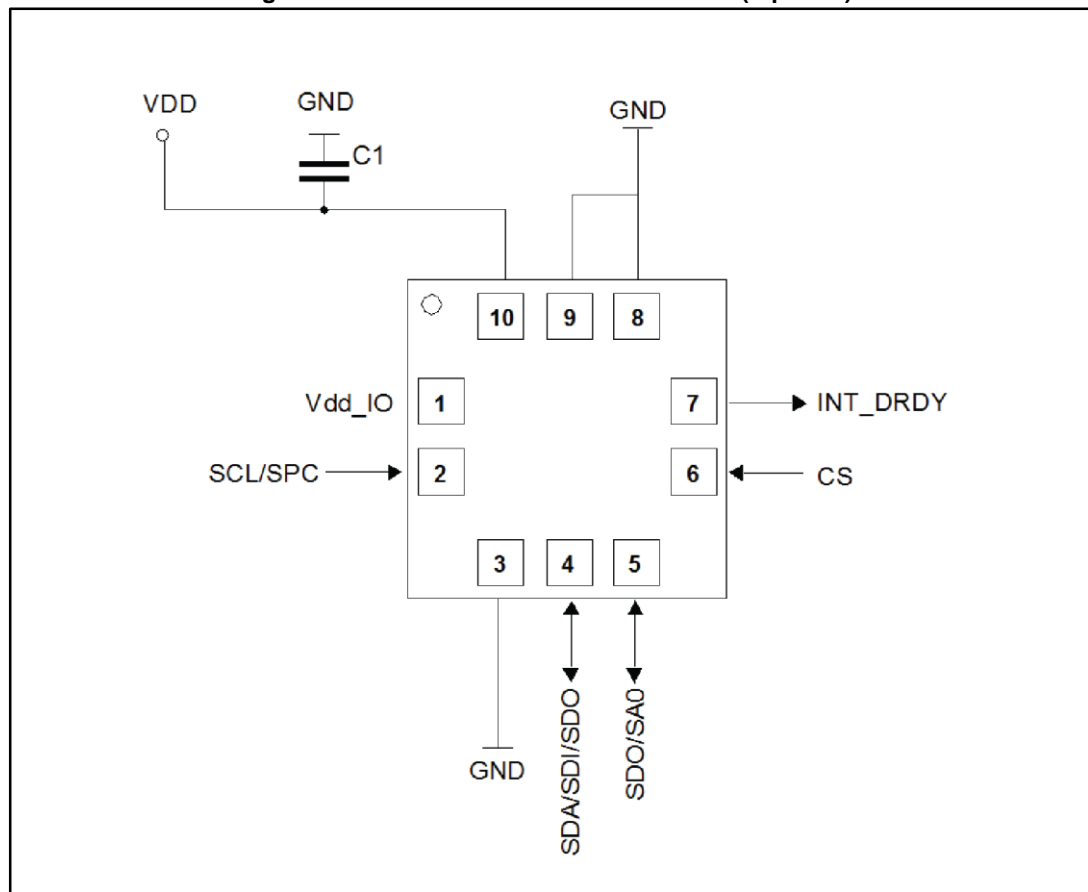 VDD
GND
C1
GND
10 9 8
Vdd_IO 1 7 INT_DRDY
SCL/SPC 2 6 CS
3 4 5
GND
SDA/SDI/SDO
SDO/SA0